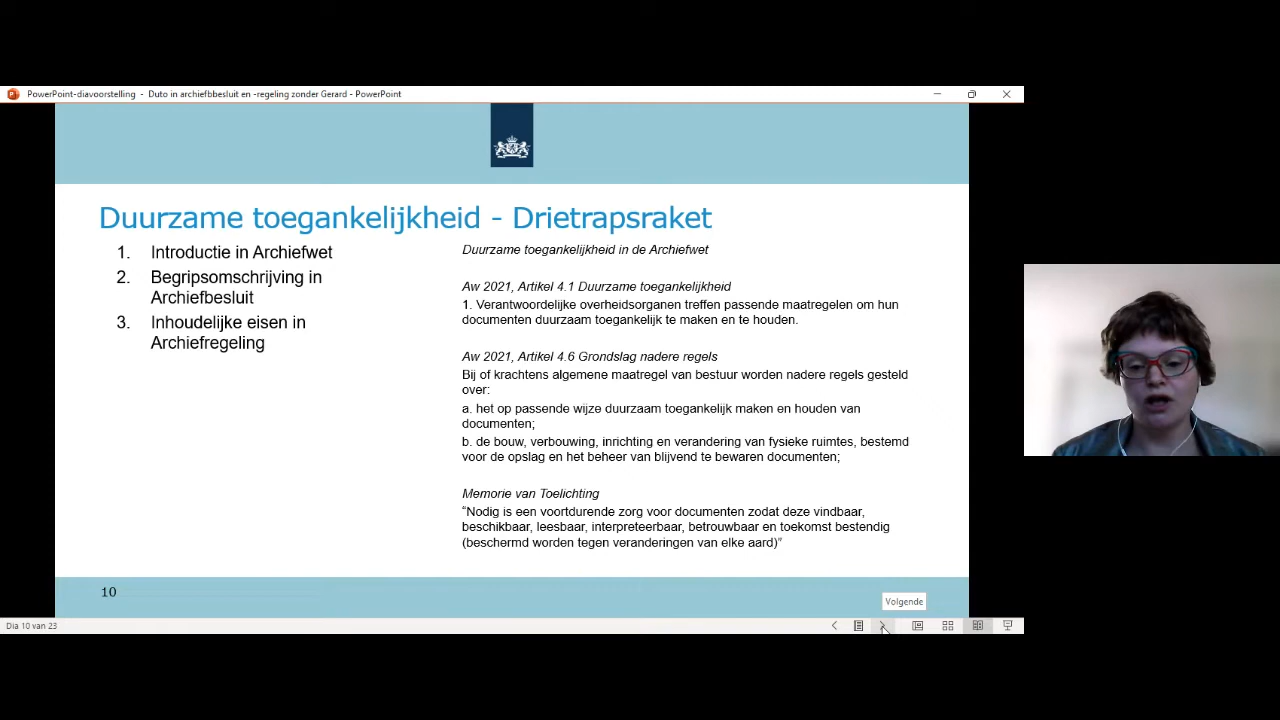 PowerPoint-diavoorstelling - Duto in archiefbbesluit en -regeling zonder Gerard - PowerPoint
Duurzame toegankelijkheid - Drietrapsraket
1. Introductie in Archiefwet
2. Begripsomschrijving in
Archiefbesluit
3. Inhoudelijke eisen in
Archiefregeling
Duurzame toegankelijkheid in de Archiefwet
Aw 2021, Artikel 4.1 Duurzame toegankelijkheid
1. Verantwoordelijke overheidsorganen treffen passende maatregelen om hun
documenten duurzaam toegankelijk te maken en te houden.
Aw 2021, Artikel 4.6 Grondslag nadere regels
Bij of krachtens algemene maatregel van bestuur worden nadere regels gesteld
over:
a. het op passende wijze duurzaam toegankelijk maken en houden van
documenten;
b. de bouw, verbouwing, inrichting en verandering van fysieke ruimtes, bestemd
voor de opslag en het beheer van blijvend te bewaren documenten;
Memorie van Toelichting
“Nodig is een voortdurende zorg voor documenten zodat deze vindbaar,
beschikbaar, leesbaar, interpreteerbaar, betrouwbaar en toekomst bestendig
(beschermd worden tegen veranderingen van elke aard)”
10
Volgende
Dia 10 van 23